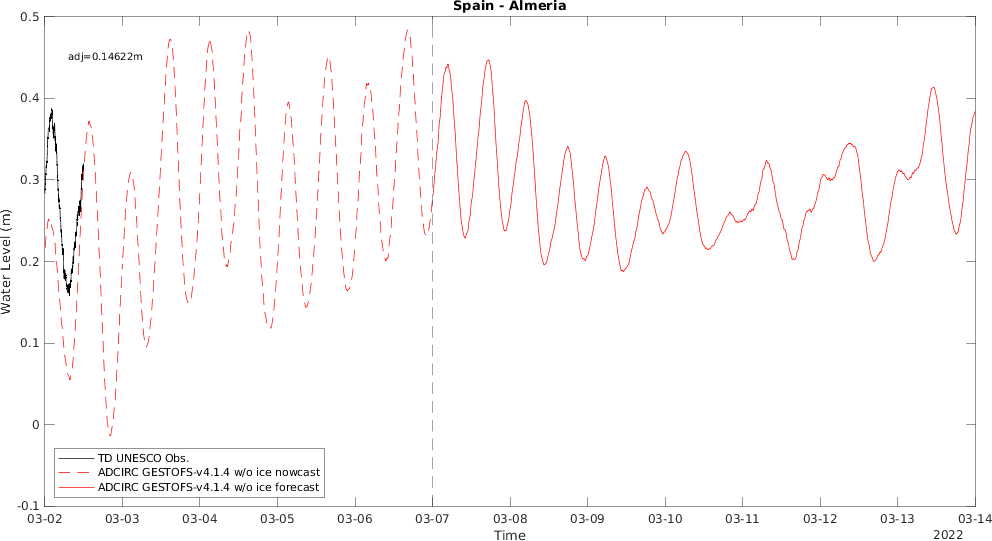 Spain - Almeria
adj=0.14622m
Water Level (m)
0.5
0.4
0.3
0.2
0.1
0
-0.1
TD UNESCO Obs.
ADCIRC GESTOFS-v4.1.4 w/o ice nowcast
ADCIRC GESTOFS-v4.1.4 w/o ice forecast
03-02 03-03 03-04 03-05 03-06 03-07 03-08 03-09 03-10 03-11 03-12 03-13 03-14
Time
2022